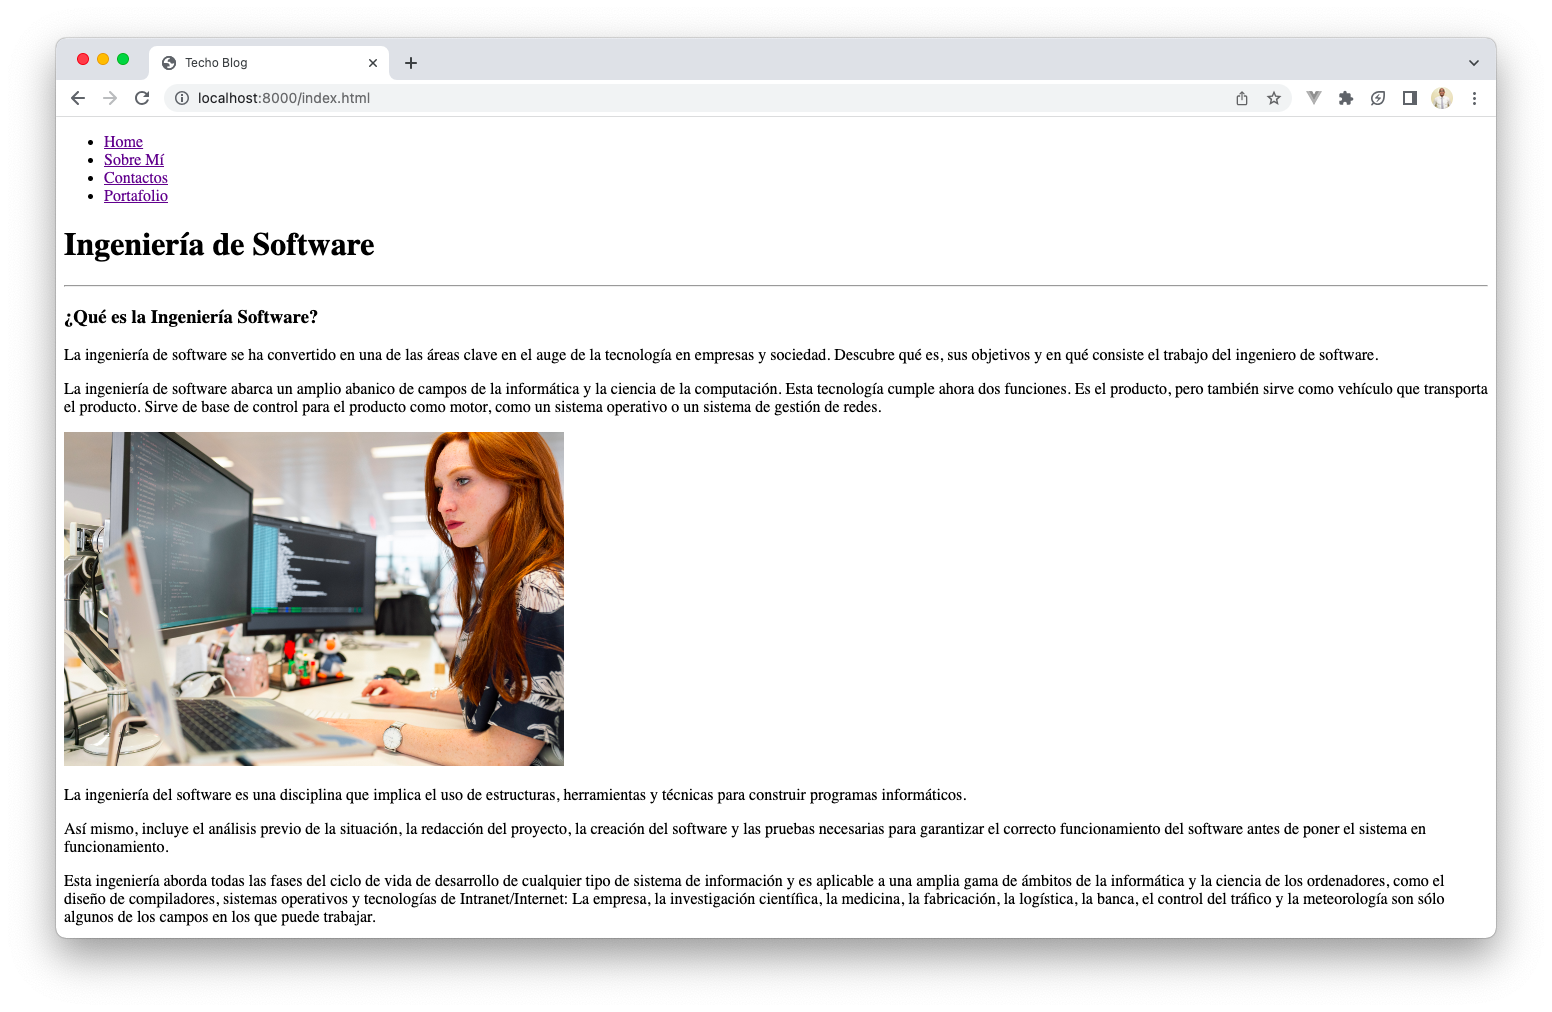 Techo Blog
localhost:8000/index.html
Home
Sobre Mí
Contactos
Portafolio
Ingeniería de Software
¿Qué es la Ingeniería Software?
La ingeniería de software se ha convertido en una de las áreas clave en el auge de la tecnología en empresas y sociedad. Descubre qué es, sus objetivos y en qué consiste el trabajo del ingeniero de software.
La ingeniería de software abarca un amplio abanico de campos de la informática y la ciencia de la computación. Esta tecnología cumple ahora dos funciones. Es el producto, pero también sirve como vehículo que transporta
el producto. Sirve de base de control para el producto como motor, como un sistema operativo o un sistema de gestión de redes.
La ingeniería del software es una disciplina que implica el uso de estructuras, herramientas y técnicas para construir programas informáticos.
Así mismo, incluye el análisis previo de la situación, la redacción del proyecto, la creación del software y las pruebas necesarias para garantizar el correcto funcionamiento del software antes de poner el sistema en
funcionamiento.
Esta ingeniería aborda todas las fases del ciclo de vida de desarrollo de cualquier tipo de sistema de información y es aplicable a una amplia gama de ámbitos de la informática y la ciencia de los ordenadores, como el
diseño de compiladores, sistemas operativos y tecnologías de Intranet/Internet: La empresa, la investigación científica, la medicina, la fabricación, la logística, la banca, el control del tráfico y la meteorología son sólo
algunos de los campos en los que puede trabajar.